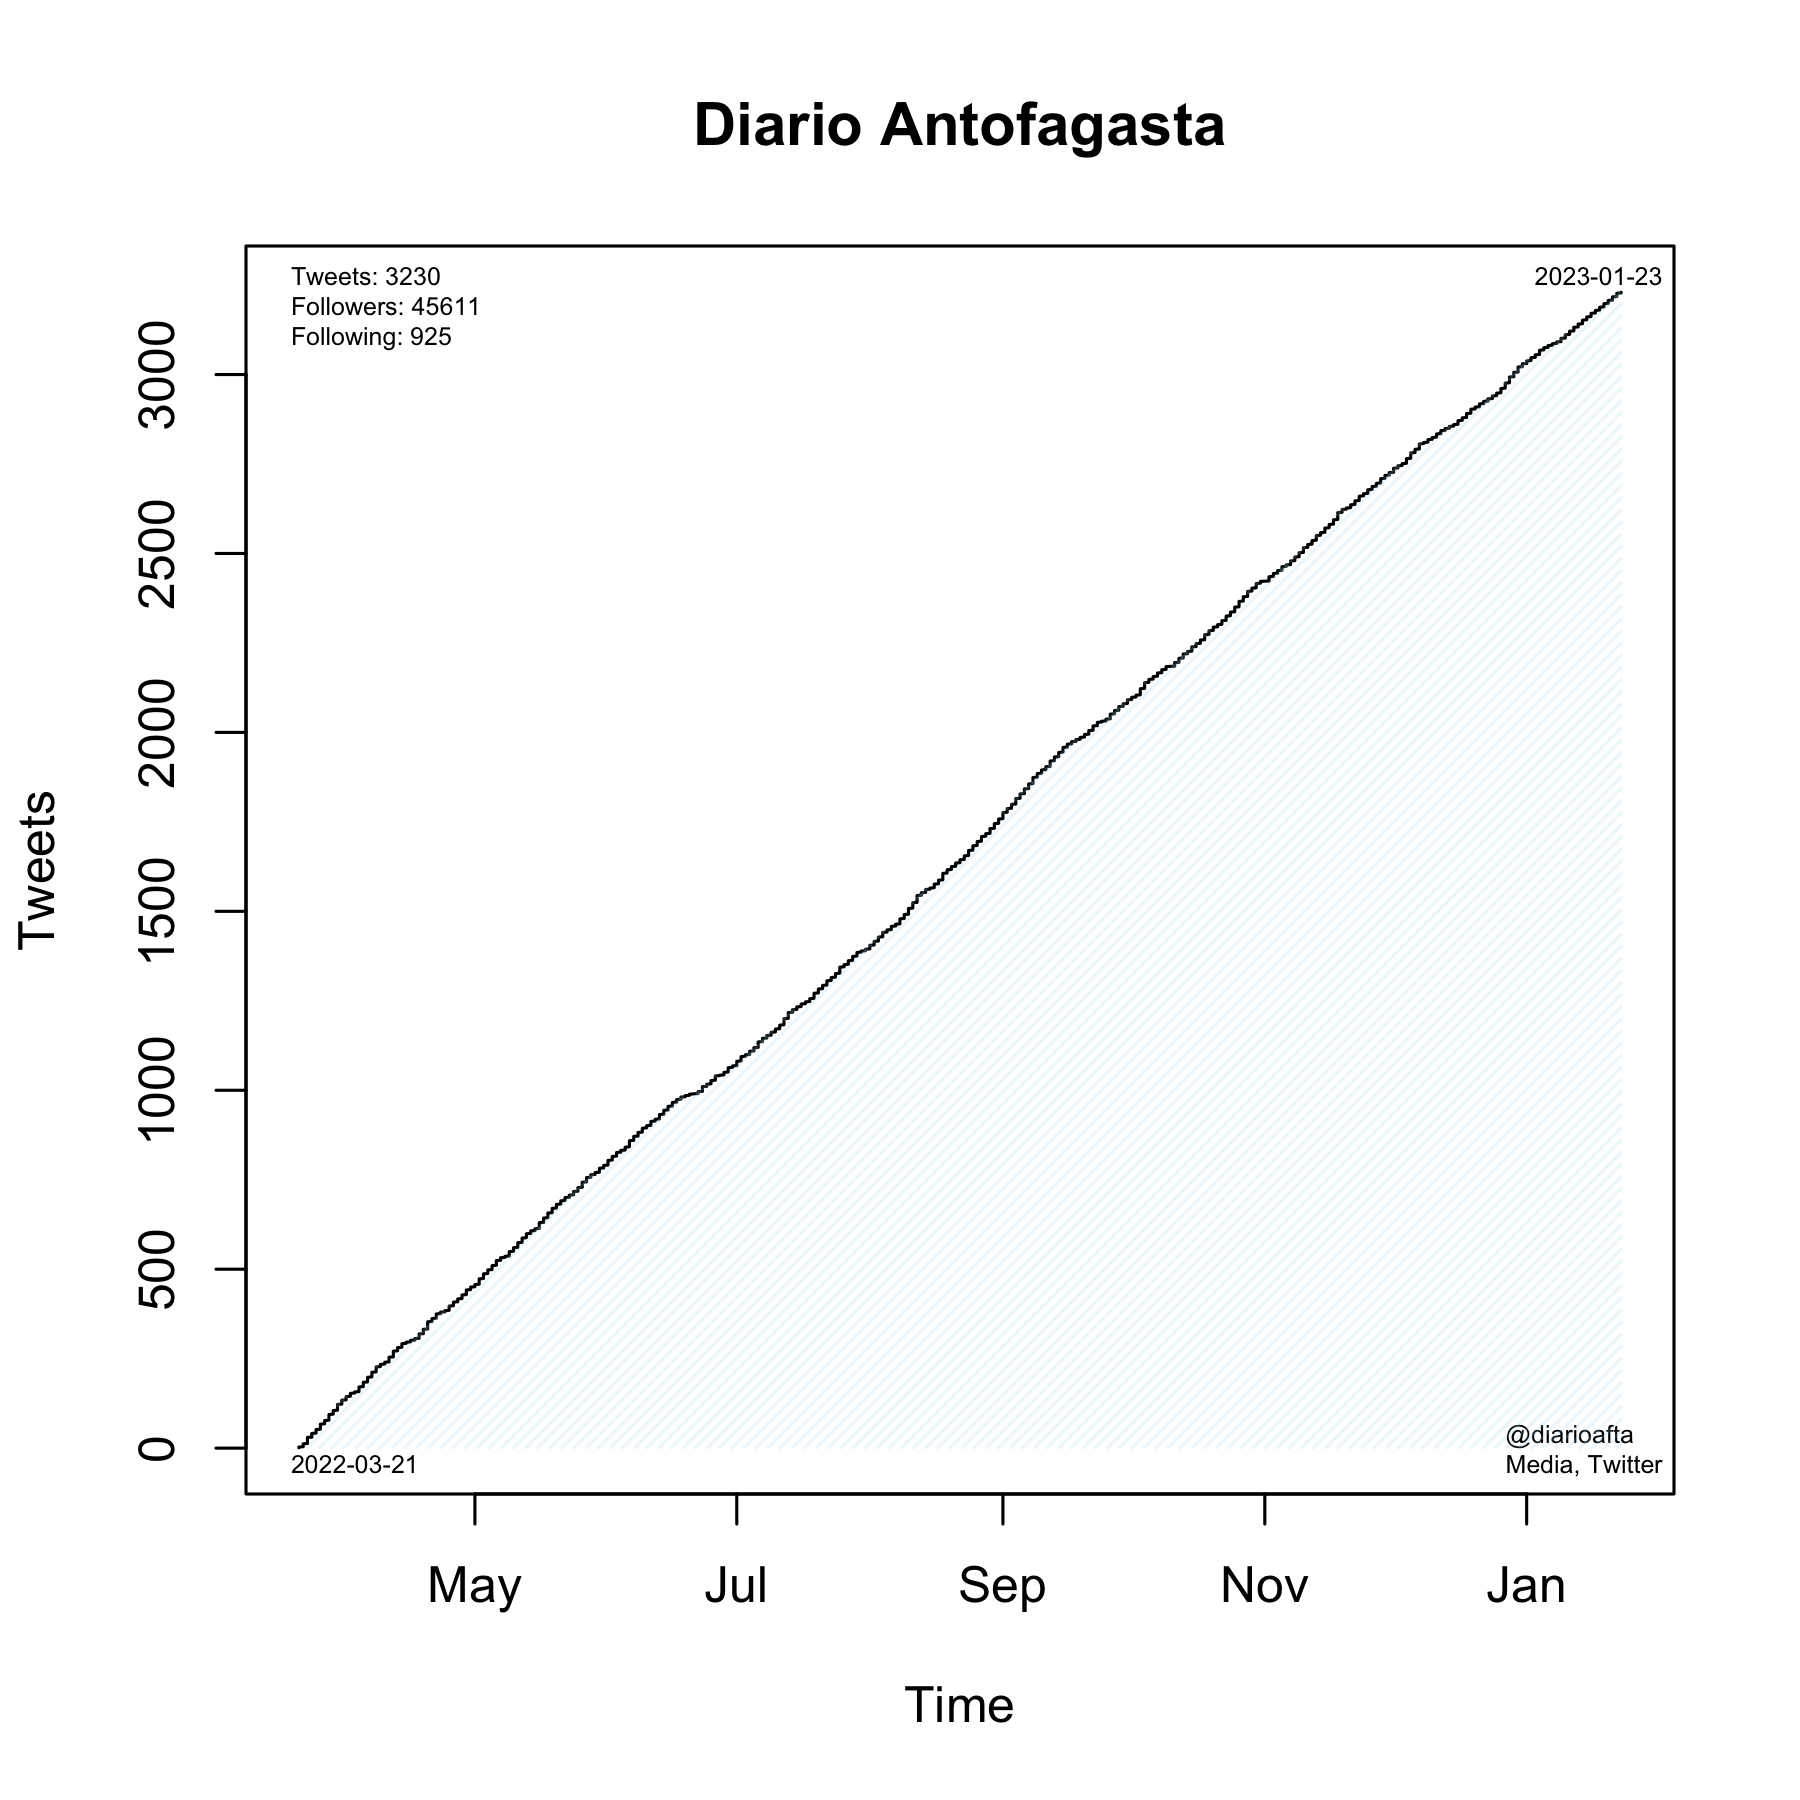 Diario Antofagasta
Tweets: 3230
Followers: 45611
Following: 925
2023-01-23
3000
2500
2000
1500
1000
500
0
Tweets
@diarioafta
Media, Twitter
2022-03-21
May Jul Sep Nov Jan
Time